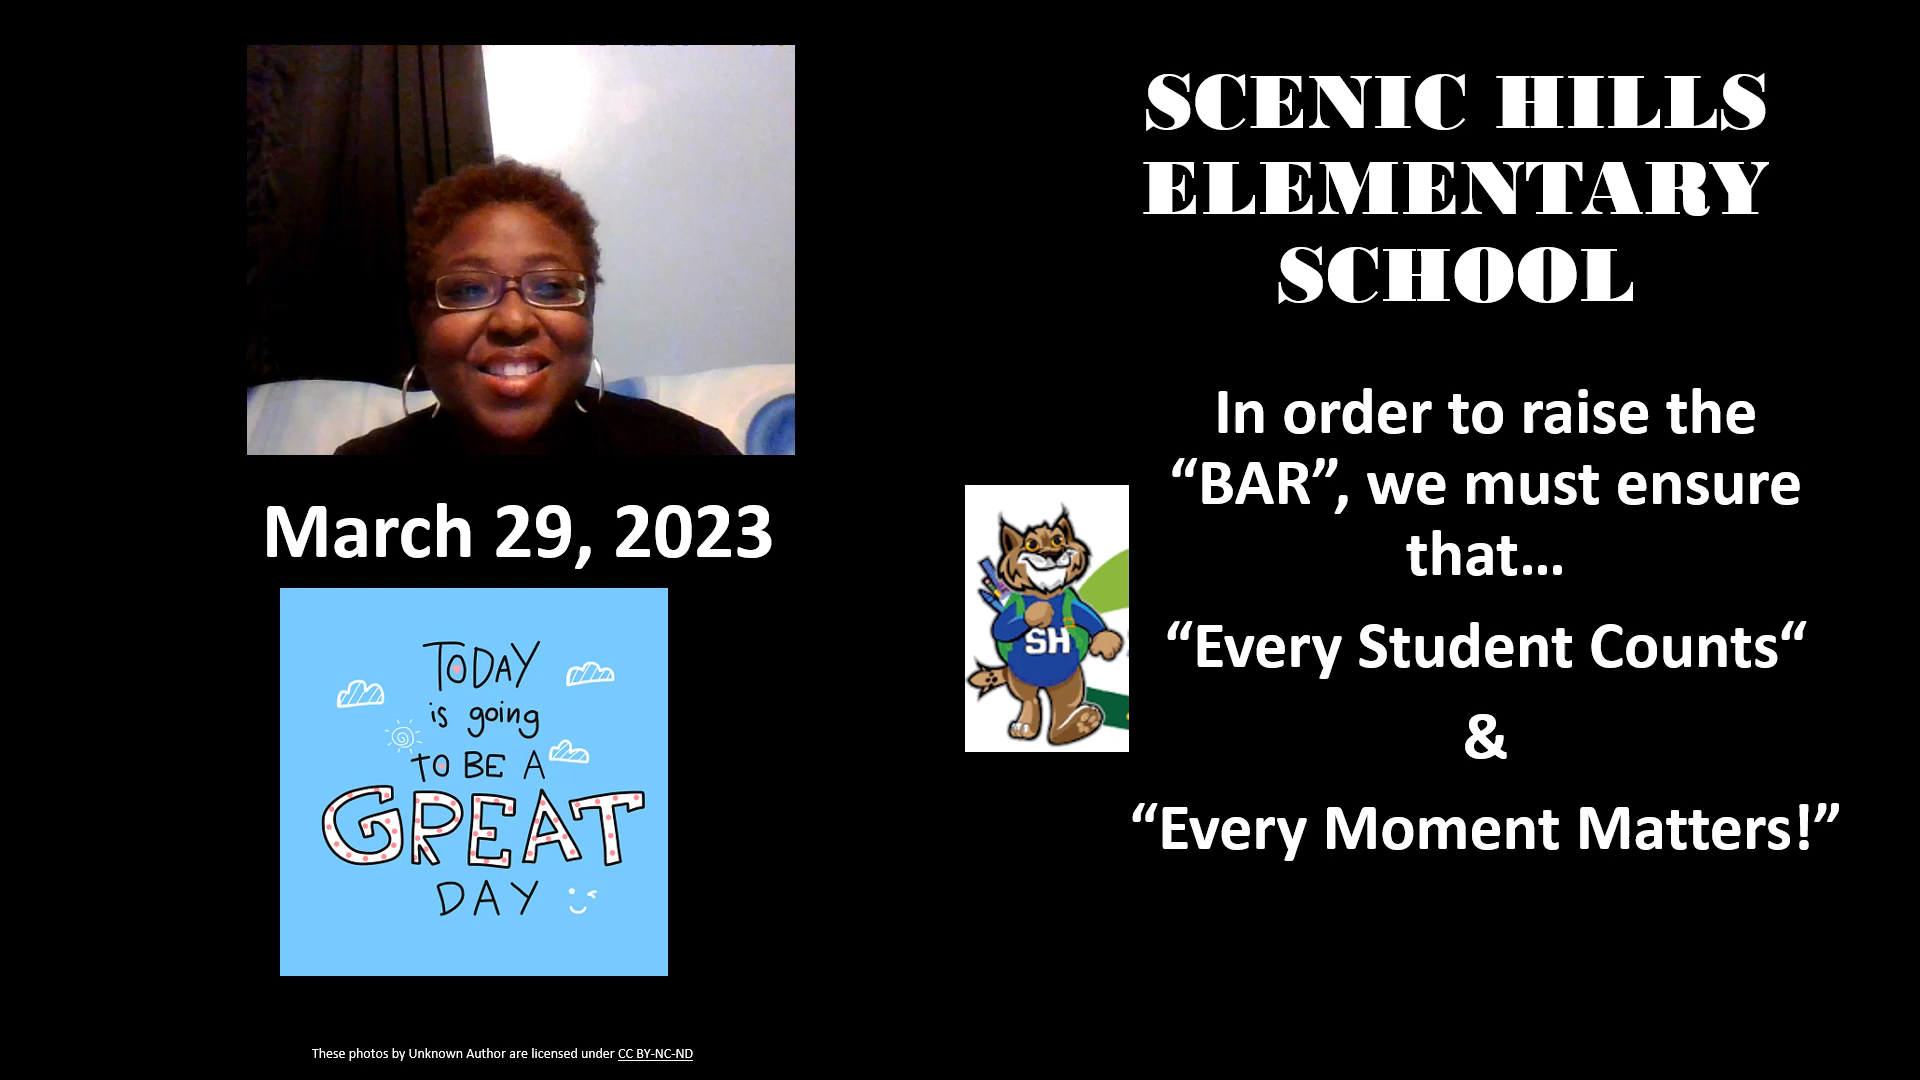 SCENIC HILLS
ELEMENTARY
SCHOOL
March 29, 2023
TODAY
is going
TO BE A
GREAT
DAY
SH
In order to raise the
“BAR”, we must ensure
that…
“Every Student Counts“
&
“Every Moment Matters!”
These photos by Unknown Author are licensed under CC BY-NC-ND